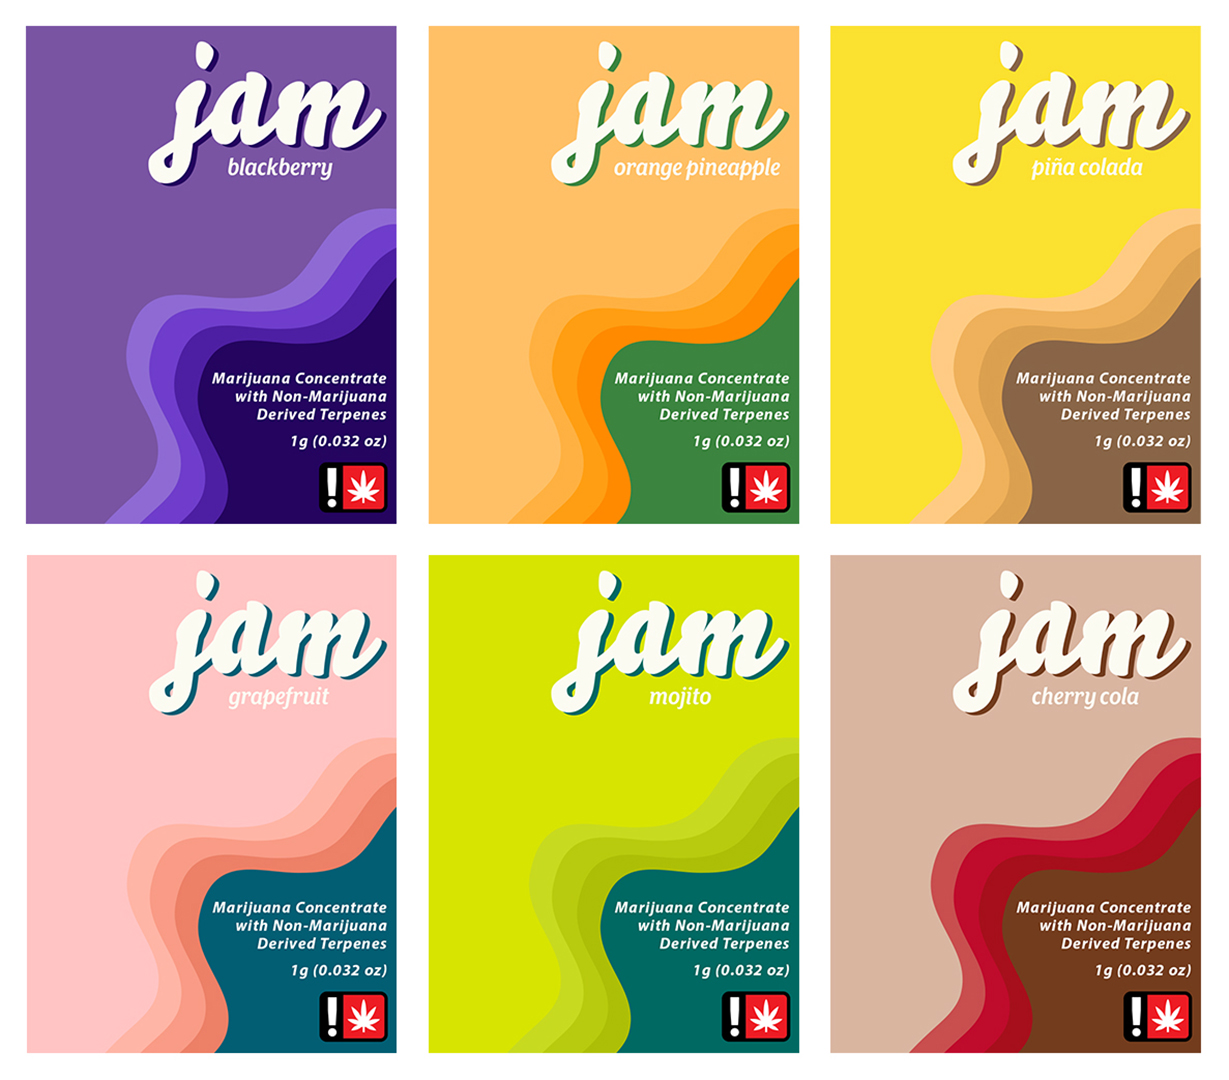 jam
blackberry
Marijuana Concentrate
with Non-Marijuana
Derived Terpenes
1g (0.032 oz)
!
jam
orange pineapple
Marijuana Concentrate
with Non-Marijuana
Derived Terpenes
1g (0.032 oz)
!
jam
piña colada
Marijuana Concentrate
with Non-Marijuana
Derived Terpenes
1g (0.032 oz)
!
jam
grapefruit
Marijuana Concentrate
with Non-Marijuana
Derived Terpenes
1g (0.032 oz)
!
jam
mojito
Marijuana Concentrate
with Non-Marijuana
Derived Terpenes
1g (0.032 oz)
!
jam
cherry cola
Marijuana Concentrate
with Non-Marijuana
Derived Terpenes
1g (0.032 oz)
!